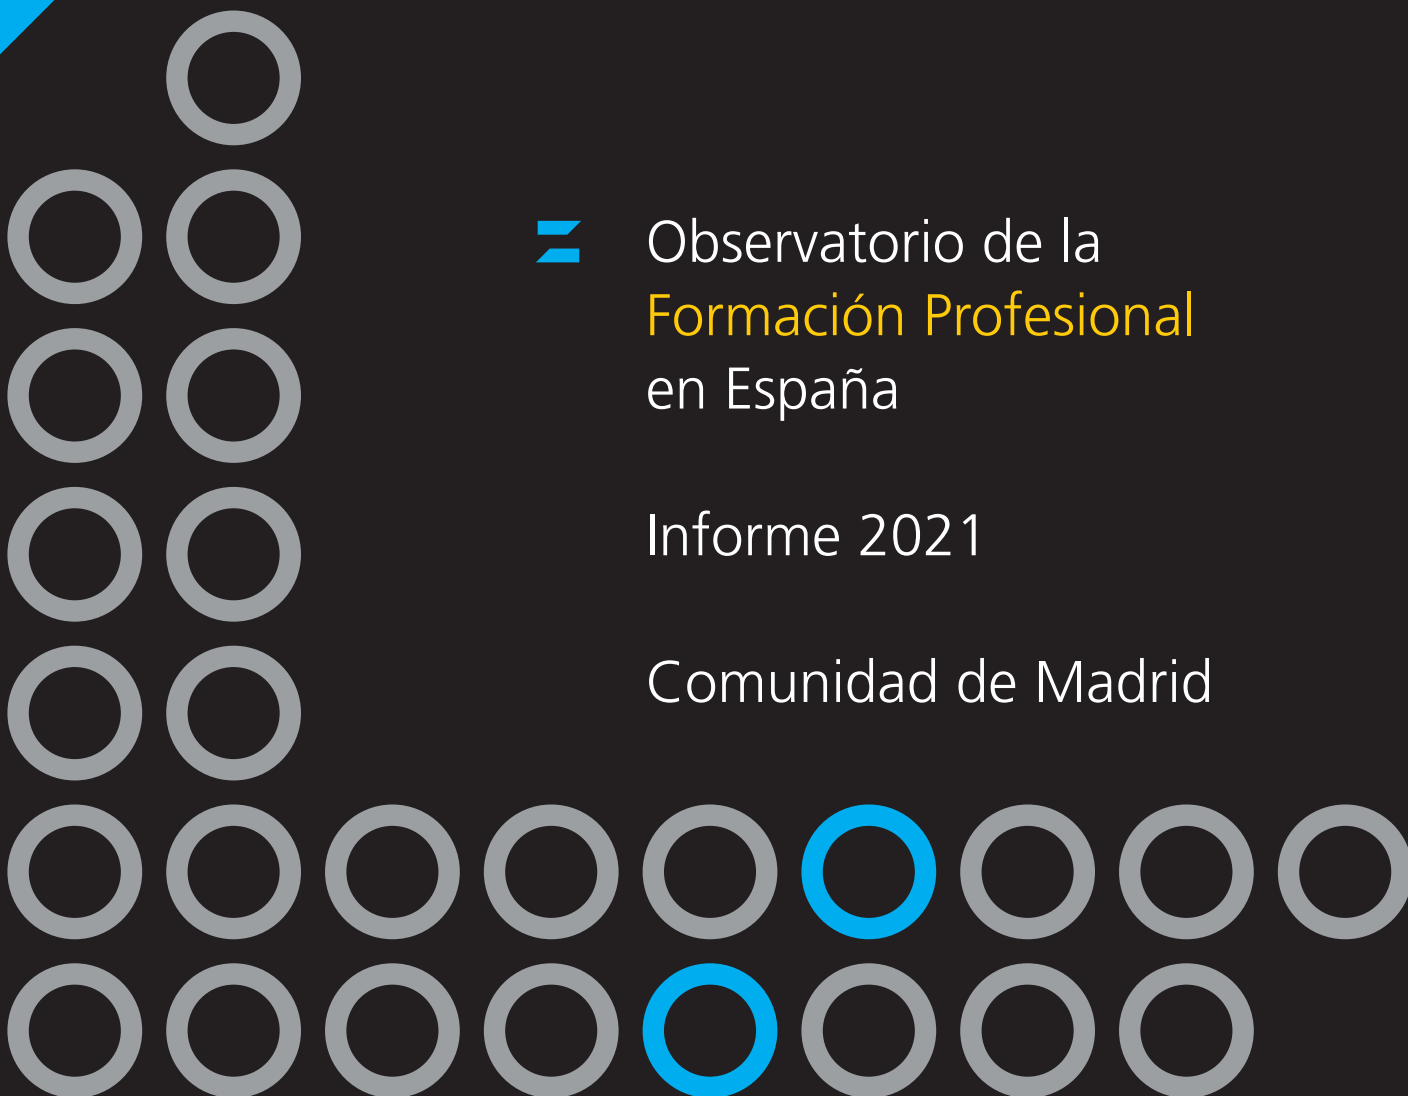 Observatorio de la
Formación Profesional
en España
Informe 2021
Comunidad de Madrid